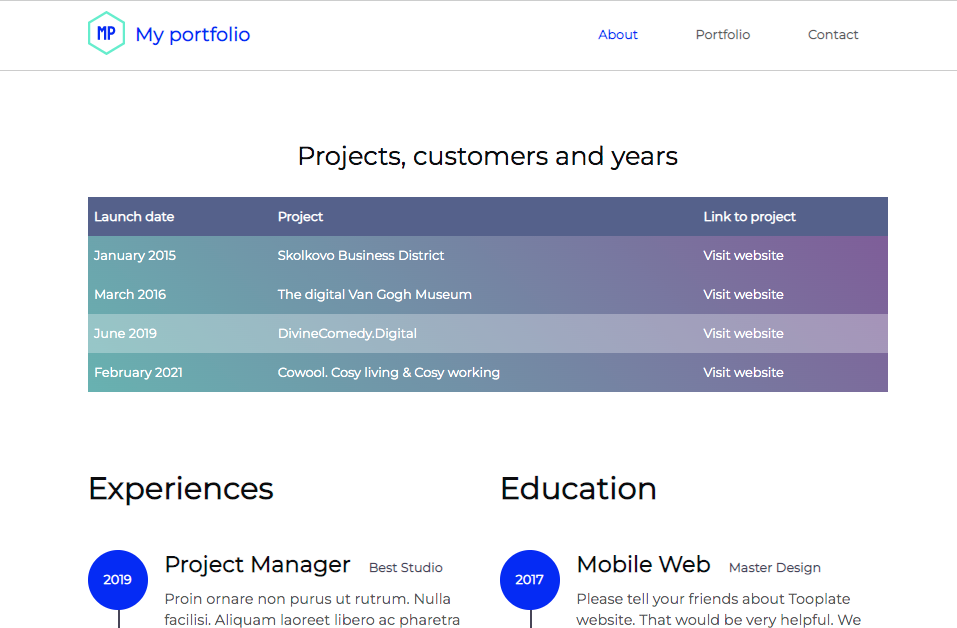 MP My portfolio About Portfolio Contact
Projects, customers and years
Launch date Project Link to project
January 2015 Skolkovo Business District Visit website
March 2016 The digital Van Gogh Museum Visit website
June 2019 DivineComedy.Digital Visit website
February 2021 Cowool. Cosy living & Cosy working Visit website
Experiences
2019 Project Manager Best Studio
Proin ornare non purus ut rutrum. Nulla
facilisi. Aliquam laoreet libero ac pharetra
Education
2017 Mobile Web Master Design
Please tell your friends about Tooplate
website. That would be very helpful. We